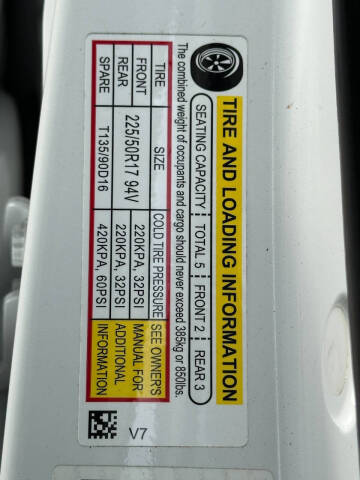 TIRE AND LOADING INFORMATION
SEATING CAPACITY TOTAL 5 FRONT 2 REAR 3
The combined weight of occupants and cargo should never exceed 385kg or 850lbs.
TIRE SIZE COLD TIRE PRESSURE SEE OWNER'S
FRONT 225/50R17 94V 220KPA, 32PSI MANUAL FOR
REAR 220KPA, 32PSI ADDITIONAL
SPARE T135/90D16 420KPA, 60PSI INFORMATION
V7